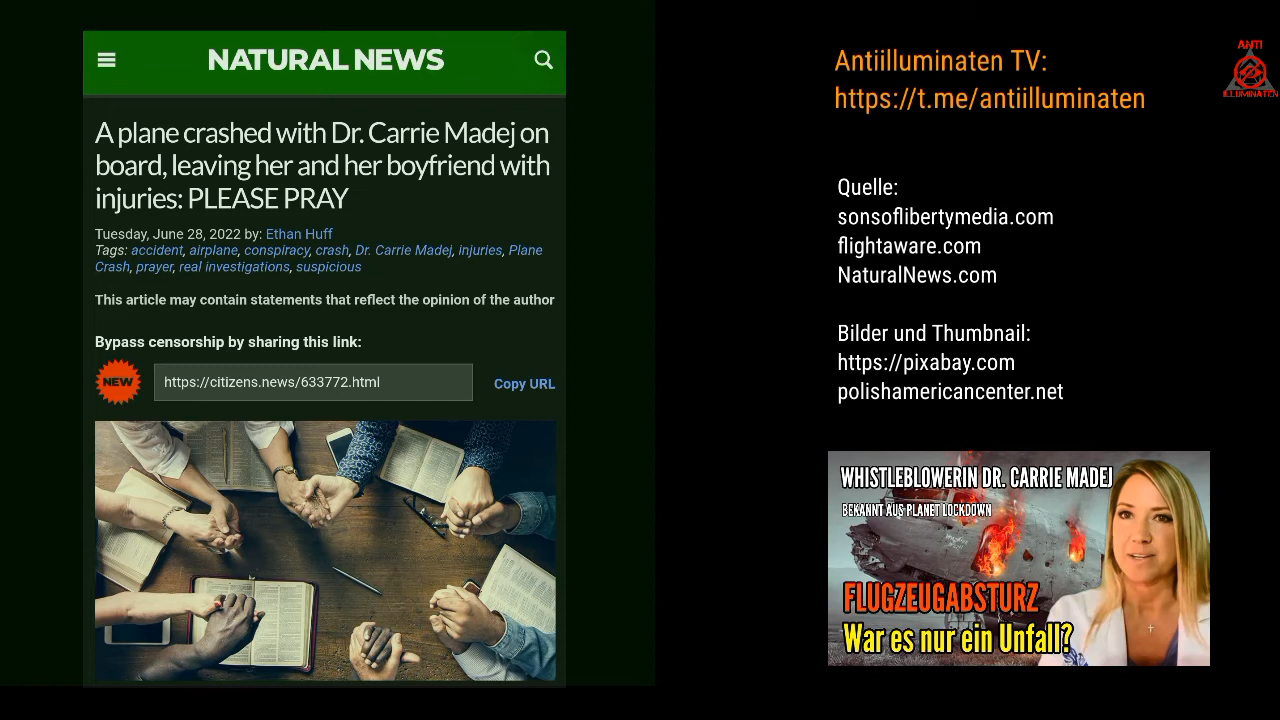 NATURAL NEWS
A plane crashed with Dr. Carrie Madej on
board, leaving her and her boyfriend with
injuries: PLEASE PRAY
Tuesday, June 28, 2022 by: Ethan Huff
Tags: accident, airplane, conspiracy, crash, Dr. Carrie Madej, injuries, Plane
Crash, prayer, real investigations, suspicious
This article may contain statements that reflect the opinion of the author
Bypass censorship by sharing this link:
NEW
https://citizens.news/633772.html
Copy URL
Antiilluminaten TV:
https://t.me/antiilluminaten
ANTI
ILLUMINATEN
Quelle:
sonsoflibertymedia.com
flightaware.com
NaturalNews.com
Bilder und Thumbnail:
https://pixabay.com
polishamericancenter.net
WHISTLEBLOWERIN DR. CARRIE MADEJ
BEKANNT AUS PLANET LOCKDOWN
FLUGZEUGABSTURZ
War es nur ein Unfall?